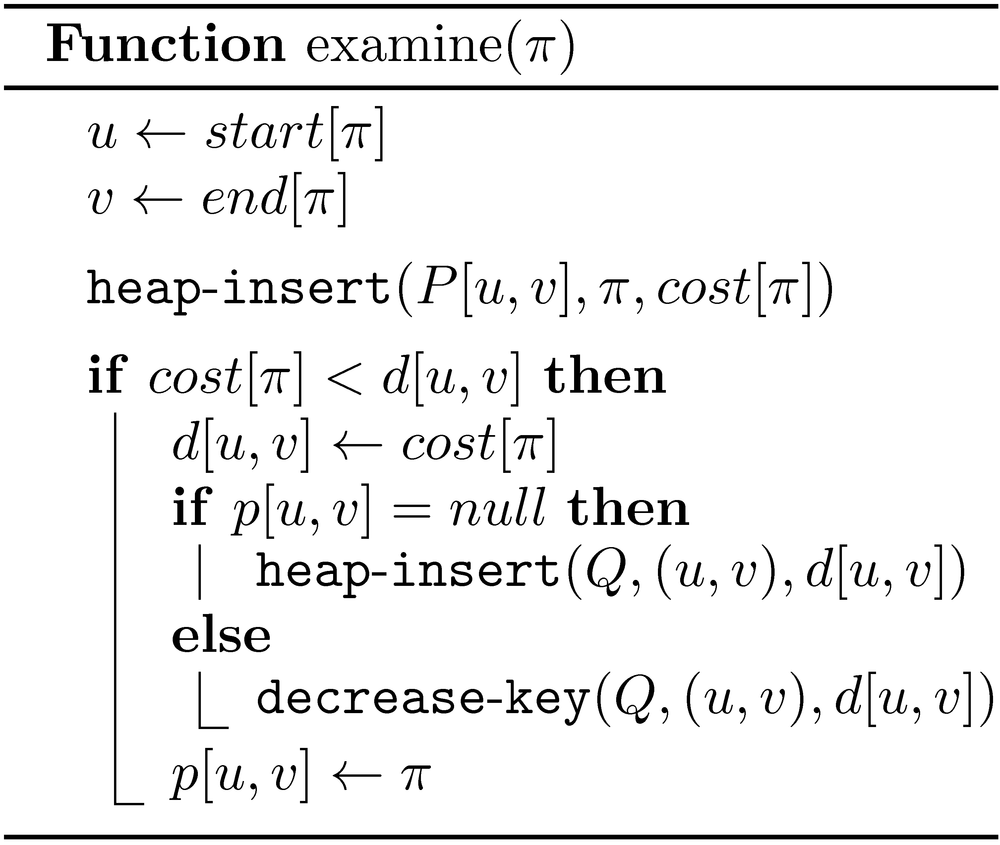 Function examine(π)
u ← start[π]
v ← end[π]
heap-insert(P[u, v], π, cost[π])
if cost[π] < d[u, v] then
d[u, v] ← cost[π]
if p[u, v] = null then
heap-insert(Q, (u, v), d[u, v])
else
decrease-key(Q, (u, v), d[u, v])
p[u, v] ← π